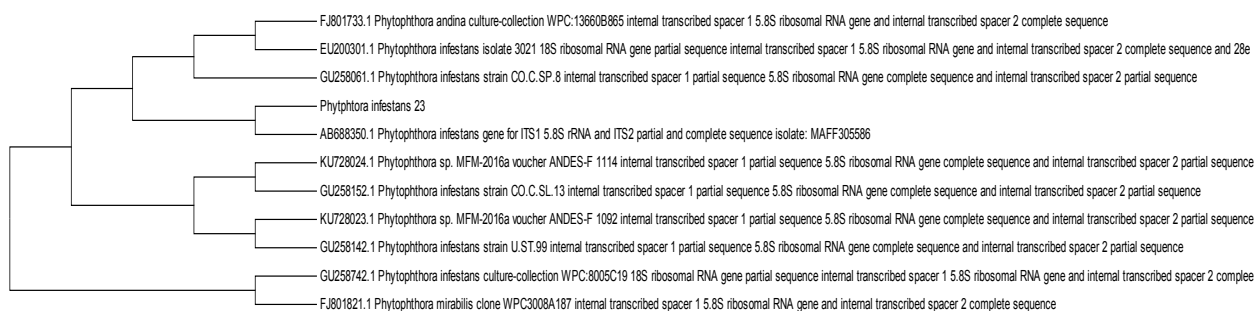 FJ801733.1 Phytophthora andina culture-collection WPC:13660B865 internal transcribed spacer 1 5.8S ribosomal RNA gene and internal transcribed spacer 2 complete sequence
EU200301.1 Phytophthora infestans isolate 3021 18S ribosomal RNA gene partial sequence internal transcribed spacer 1 5.8S ribosomal RNA gene and internal transcribed spacer 2 complete sequence and 28e
GU258061.1 Phytophthora infestans strain CO.C.SP.8 internal transcribed spacer 1 partial sequence 5.8S ribosomal RNA gene complete sequence and internal transcribed spacer 2 partial sequence
Phytphtora infestans 23
AB688350.1 Phytophthora infestans gene for ITS1 5.8S rRNA and ITS2 partial and complete sequence isolate: MAFF305586
KU728024.1 Phytophthora sp. MFM-2016a voucher ANDES-F 1114 internal transcribed spacer 1 partial sequence 5.8S ribosomal RNA gene complete sequence and internal transcribed spacer 2 partial sequence
GU258152.1 Phytophthora infestans strain CO.C.SL.13 internal transcribed spacer 1 partial sequence 5.8S ribosomal RNA gene complete sequence and internal transcribed spacer 2 partial sequence
KU728023.1 Phytophthora sp. MFM-2016a voucher ANDES-F 1092 internal transcribed spacer 1 partial sequence 5.8S ribosomal RNA gene complete sequence and internal transcribed spacer 2 partial sequence
GU258142.1 Phytophthora infestans strain U.ST.99 internal transcribed spacer 1 partial sequence 5.8S ribosomal RNA gene complete sequence and internal transcribed spacer 2 partial sequence
GU258742.1 Phytophthora infestans culture-collection WPC:8005C19 18S ribosomal RNA gene partial sequence internal transcribed spacer 1 5.8S ribosomal RNA gene and internal transcribed spacer 2 complee
FJ801821.1 Phytophthora mirabilis clone WPC3008A187 internal transcribed spacer 1 5.8S ribosomal RNA gene and internal transcribed spacer 2 complete sequence